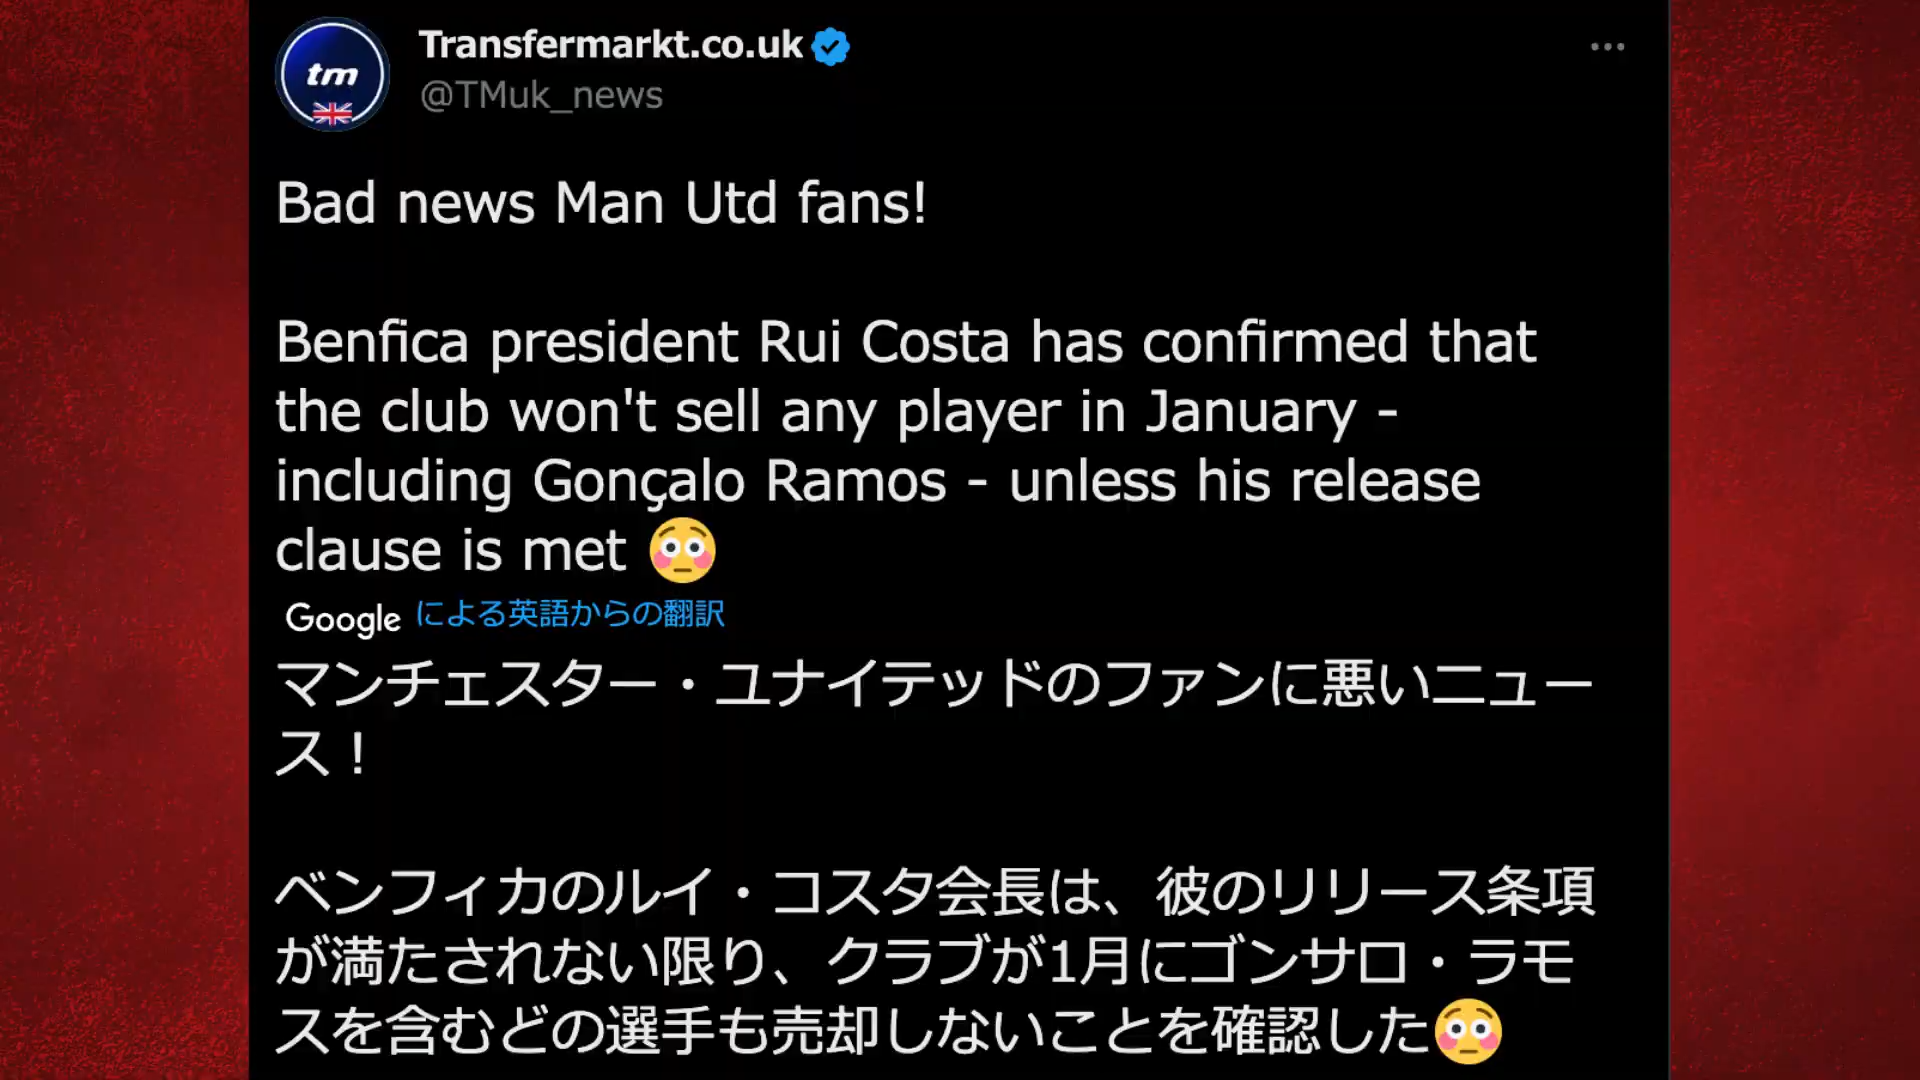 tm
Transfermarkt.co.uk
@TMuk_news
Bad news Man Utd fans!
Benfica president Rui Costa has confirmed that
the club won't sell any player in January -
including Gonçalo Ramos - unless his release
clause is met 😳
Google による英語からの翻訳
マンチェスター・ユナイテッドのファンに悪いニュー
ス！
ベンフィカのルイ・コスタ会長は、彼のリリース条項
が満たされない限り、クラブが1月にゴンサロ・ラモ
スを含むどの選手も売却しないことを確認した😳